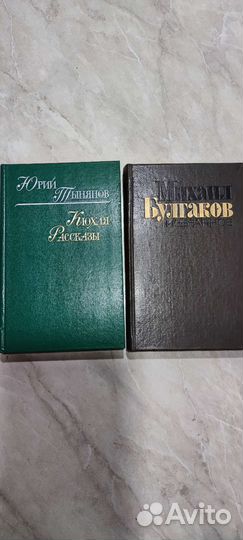 Юрий
Тынянов
Кюхля
Рассказы
Михаил
Булгаков
Избранное
Avito